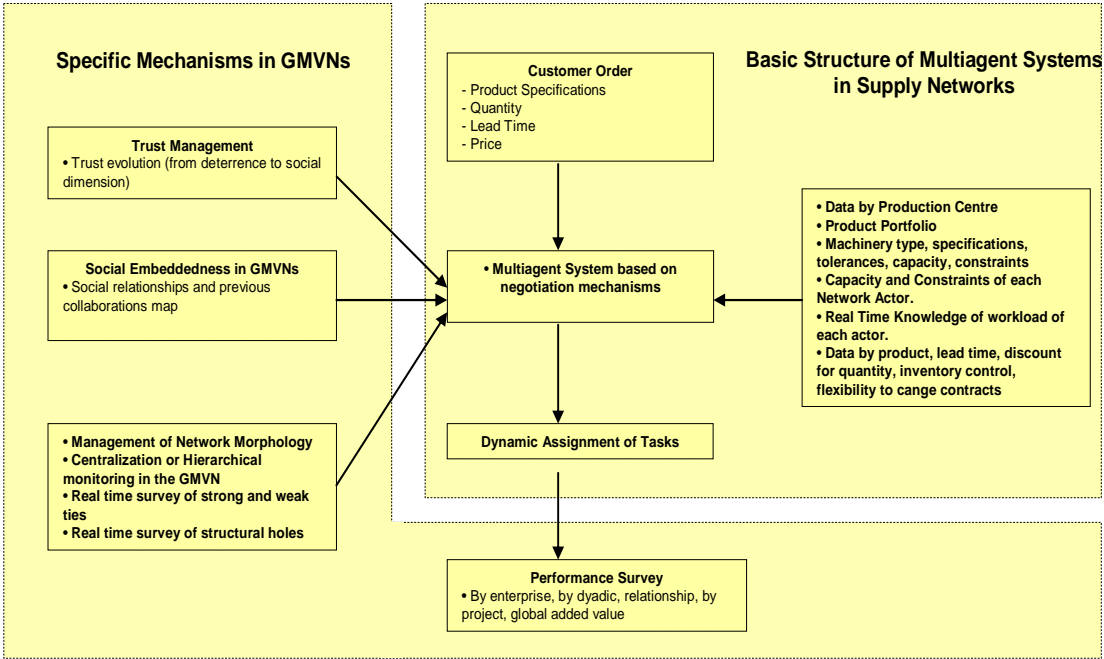 Specific Mechanisms in GMVNs
Trust Management
• Trust evolution (from deterrence to social
dimension)
Social Embeddedness in GMVNs
• Social relationships and previous
collaborations map
• Management of Network Morphology
• Centralization or Hierarchical
monitoring in the GMVN
• Real time survey of strong and weak
ties
• Real time survey of structural holes
Basic Structure of Multiagent Systems
in Supply Networks
Customer Order
- Product Specifications
- Quantity
- Lead Time
- Price
• Multiagent System based on
negotiation mechanisms
• Data by Production Centre
• Product Portfolio
• Machinery type, specifications,
tolerances, capacity, constraints
• Capacity and Constraints of each
Network Actor.
• Real Time Knowledge of workload of
each actor.
• Data by product, lead time, discount
for quantity, inventory control,
flexibility to cange contracts
Dynamic Assignment of Tasks
Performance Survey
• By enterprise, by dyadic, relationship, by
project, global added value